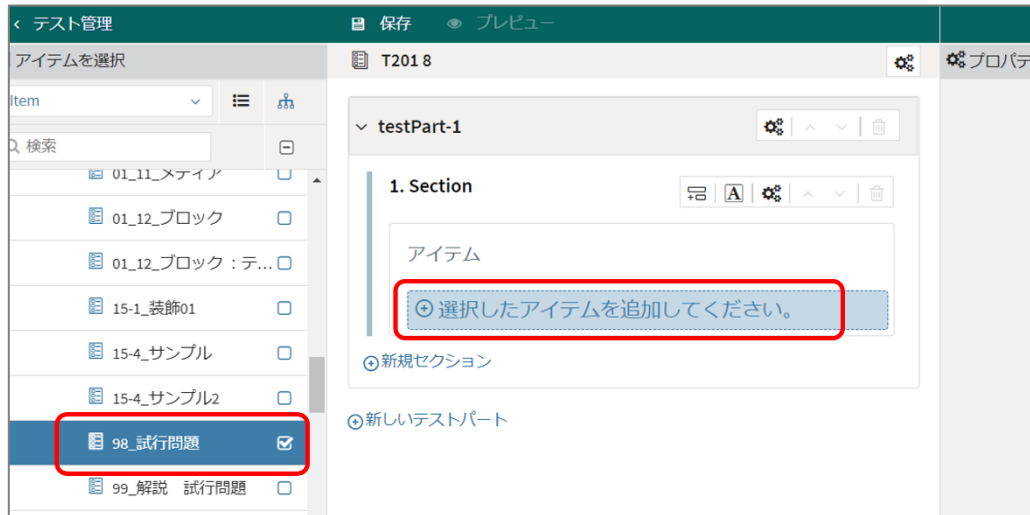 テスト管理
保存
プレビュー
アイテムを選択
T201 8
プロパテ
Item
検索
testPart-1
01_11_メディア
1. Section
A
01_12_ブロック
アイテム
01_12_ブロック：テ...
選択したアイテムを追加してください。
15-1_装飾01
15-4_サンプル
新規セクション
15-4_サンプル2
新しいテストパート
98_試行問題
99_解説　試行問題